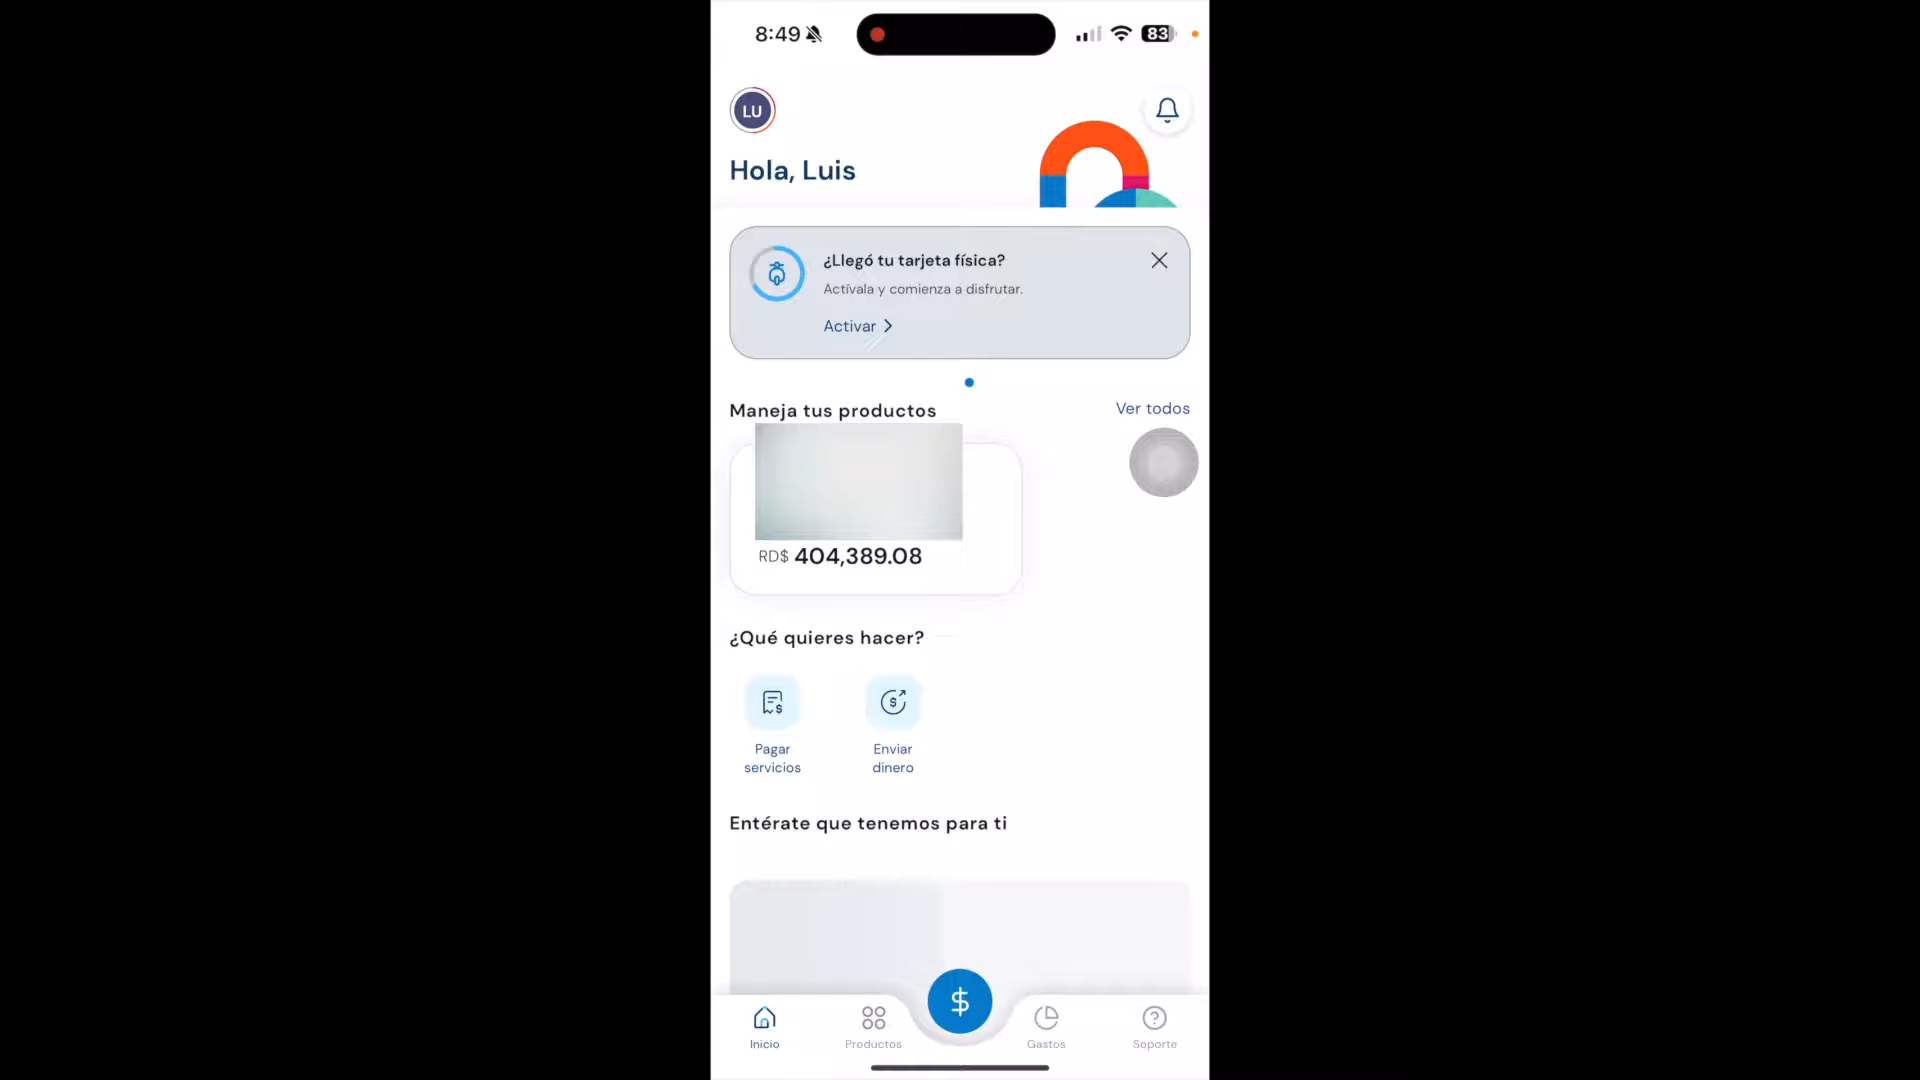 8:49
83
LU
Hola, Luis
¿Llegó tu tarjeta física?
Actívala y comienza a disfrutar.
Activar
Maneja tus productos
Ver todos
RD$ 404,389.08
¿Qué quieres hacer?
Pagar
servicios
Enviar
dinero
Entérate que tenemos para ti
$
Inicio
Productos
Gastos
Soporte